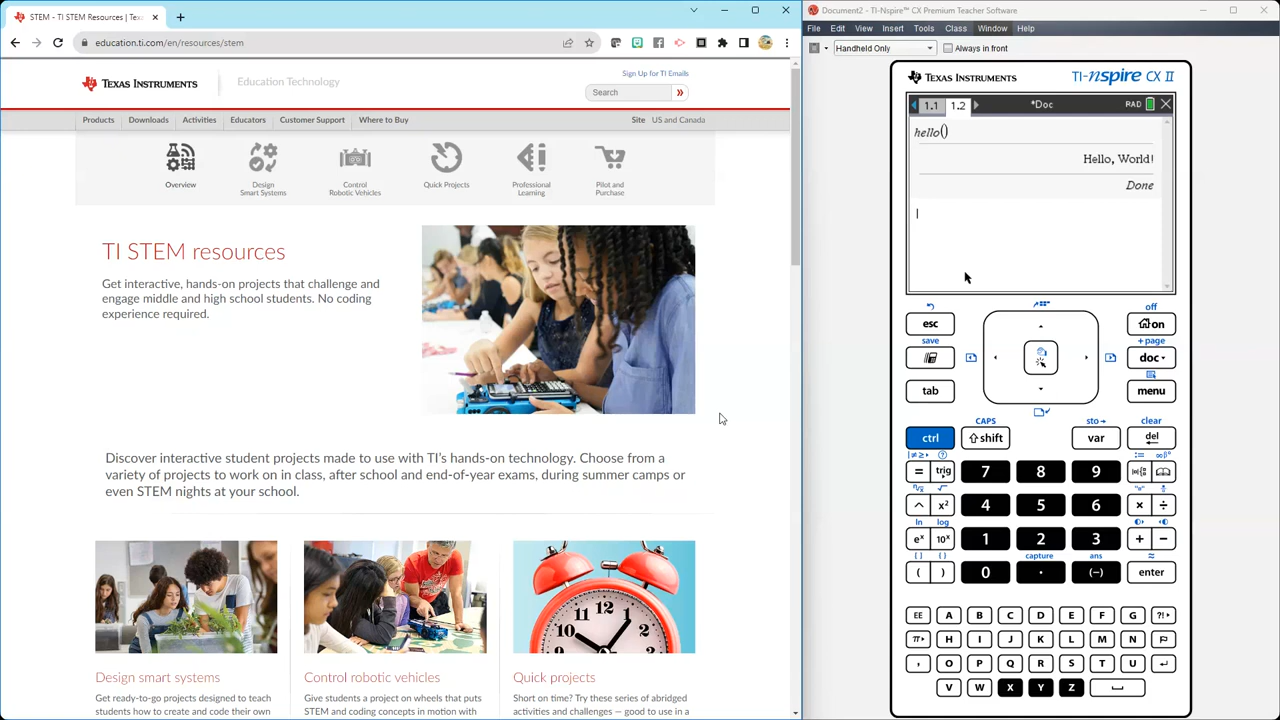 STEM - TI STEM Resources | Tex
education.ti.com/en/resources/stem
TEXAS INSTRUMENTS
Education Technology
Sign Up for TI Emails
Search
Products Downloads Activities Educators Customer Support Where to Buy Site US and Canada
Overview
Design
Smart Systems
Control
Robotic Vehicles
Quick Projects
Professional
Learning
Pilot and
Purchase
TI STEM resources
Get interactive, hands-on projects that challenge and
engage middle and high school students. No coding
experience required.
Discover interactive student projects made to use with TI's hands-on technology. Choose from a
variety of projects to work on in class, after school and end-of-year exams, during summer camps or
even STEM nights at your school.
12
1
2
10
Design smart systems
Get ready-to-go projects designed to teach
students how to create and code their own
Control robotic vehicles
Put a student project on wheels that puts
STEM and coding concepts in motion with
Quick projects
Short on time? Try these series of abridged
activities and challenges — good to use in a
Document2 - TI-Nspire™ CX Premium Teacher Software
File Edit View Insert Tools Class Window Help
Handheld Only
Always in front
TEXAS INSTRUMENTS TI-nspire CX II
1.1 1.2 *Doc RAD
hello()
Hello, World!
Done
off
esc on
save + page
doc
tab menu
CAPS sto→ clear
ctrl shift var del
= trig 7 8 9
^ x² 4 5 6 × ÷
ln log
eˣ 10ˣ 1 2 3 + −
[ ] { } capture ans ≈
( ) 0 . (−) enter
EE A B C D E F G ?!▸
π▸ H I J K L M N
, O P Q R S T U
V W X Y Z